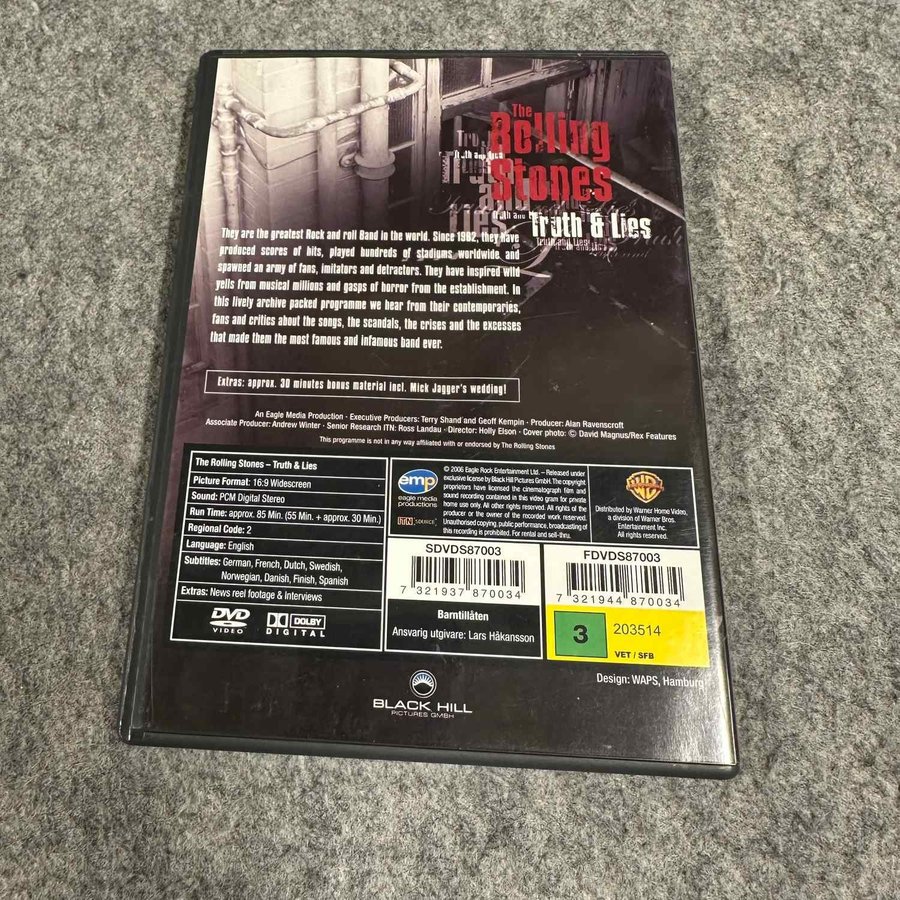 The
Rolling
Stones
Truth & Lies
They are the greatest Rock and roll Band in the world. Since 1982, they have
produced scores of hits, played hundreds of stadiums worldwide and
spawned an army of fans, imitators and detractors. They have inspired wild
yells from musical millions and gasps of horror from the establishment. In
this lively archive packed programme we hear from their contemporaries,
fans and critics about the songs, the scandals, the crises and the excesses
that made them the most famous and infamous band ever.
Extras: approx. 30 minutes bonus material incl. Mick Jagger's wedding!
An Eagle Media Production · Executive Producers: Terry Shand and Geoff Kempin · Producer: Alan Ravenscroft
Associate Producer: Andrew Winter · Senior Research ITN: Ross Landau · Director: Holly Elson · Cover photo: © David Magnus/Rex Features
This programme is not in any way affiliated with or endorsed by The Rolling Stones
The Rolling Stones – Truth & Lies
Picture Format: 16:9 Widescreen
Sound: PCM Digital Stereo
Run Time: approx. 85 Min. (55 Min. + approx. 30 Min.)
Regional Code: 2
Language: English
Subtitles: German, French, Dutch, Swedish,
Norwegian, Danish, Finish, Spanish
Extras: News reel footage & Interviews
DVD
VIDEO
DOLBY
DIGITAL
emp
eagle media
productions
ITN SOURCE
© 2006 Eagle Rock Entertainment Ltd. – Released under
exclusive license by Black Hill Pictures GmbH. The copyright
proprietors have licensed the cinematograph film and
sound recording contained in this video gram for private
home use only. All other rights reserved. All rights of the
producer or the owner of the recorded work reserved.
Unauthorised copying, public performance, broadcasting of
this recording is prohibited. For rental and sell-thru.
WB
Distributed by Warner Home Video,
a division of Warner Bros.
Entertainment Inc.
All rights reserved.
SDVDS87003
7 321937 870034
Barntillåten
Ansvarig utgivare: Lars Håkansson
FDVDS87003
7 321944 870034
3
203514
VET / SFB
Design: WAPS, Hamburg
BLACK HILL
PICTURES GMBH